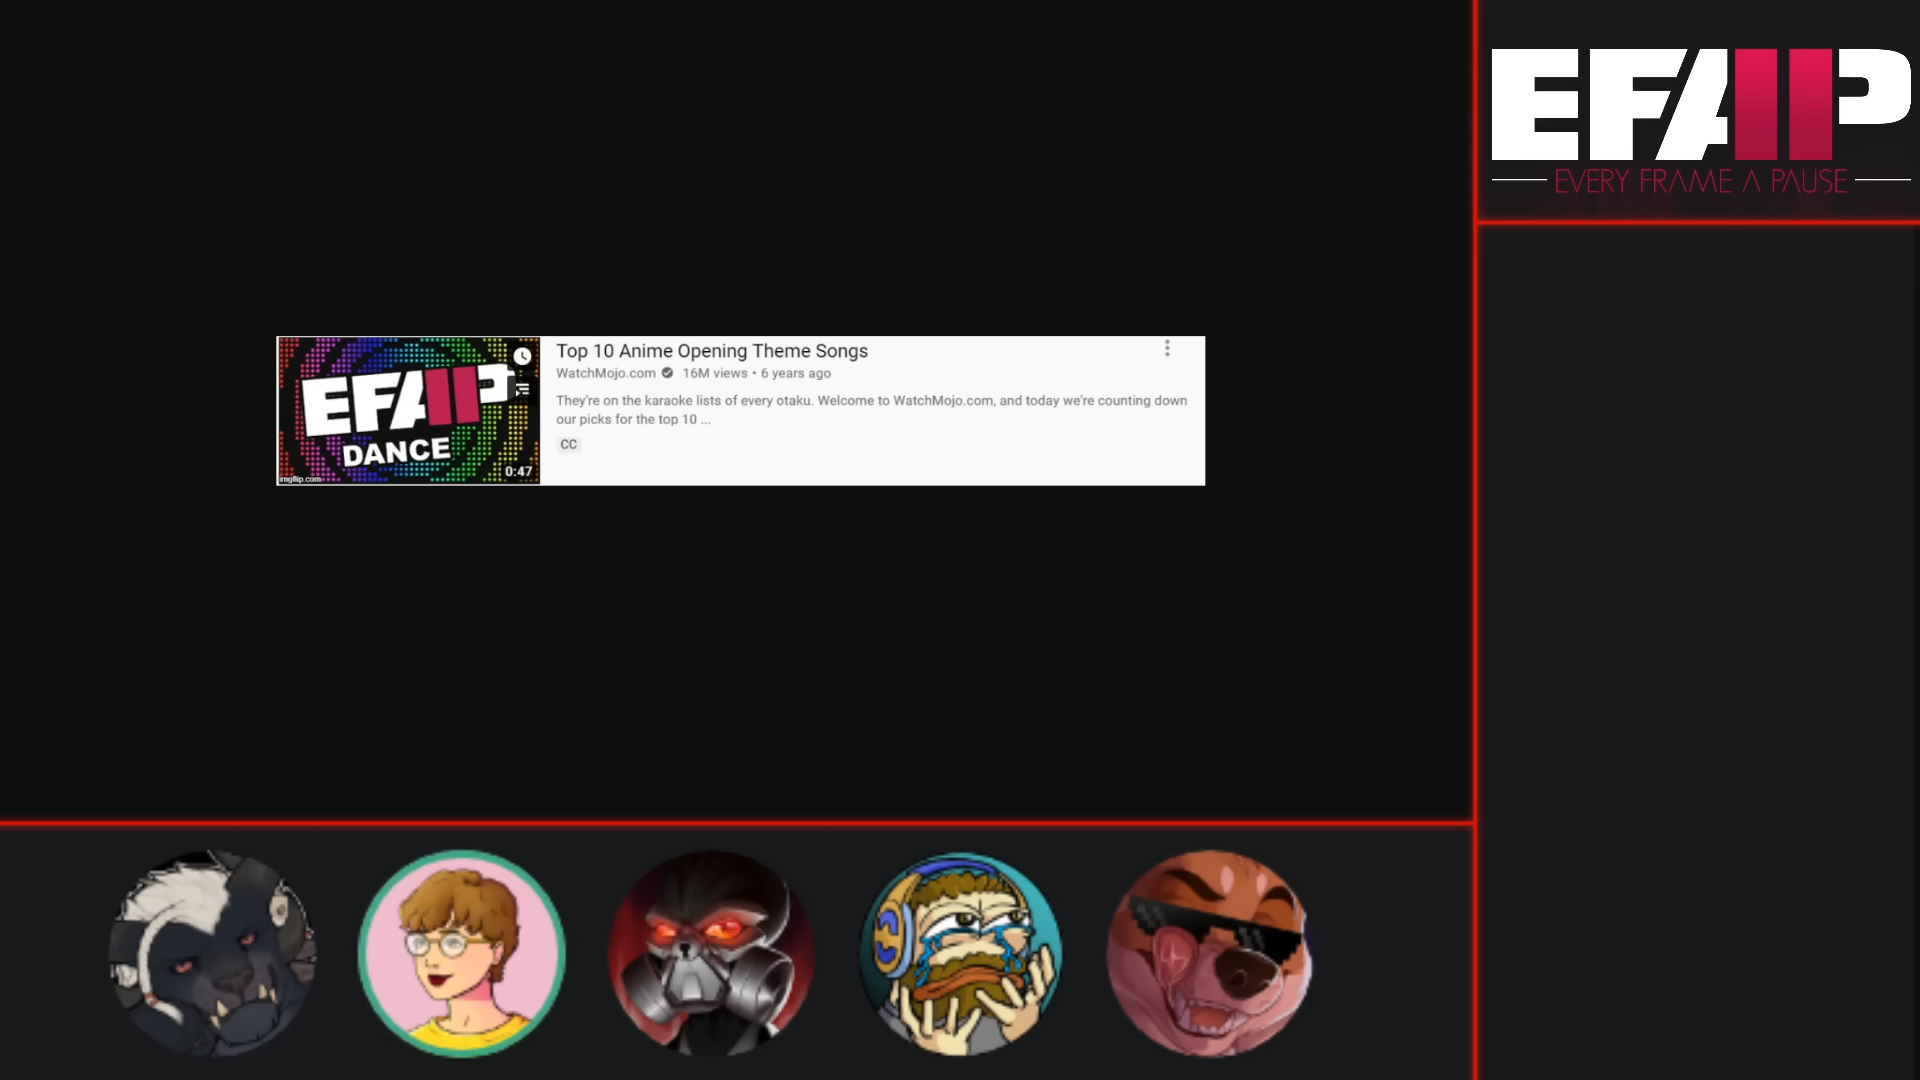 EFAP
EVERY FRAME A PAUSE
EFAP
DANCE
0:47
imgflip.com
Top 10 Anime Opening Theme Songs
WatchMojo.com 16M views • 6 years ago
They're on the karaoke lists of every otaku. Welcome to WatchMojo.com, and today we're counting down
our picks for the top 10 ...
CC